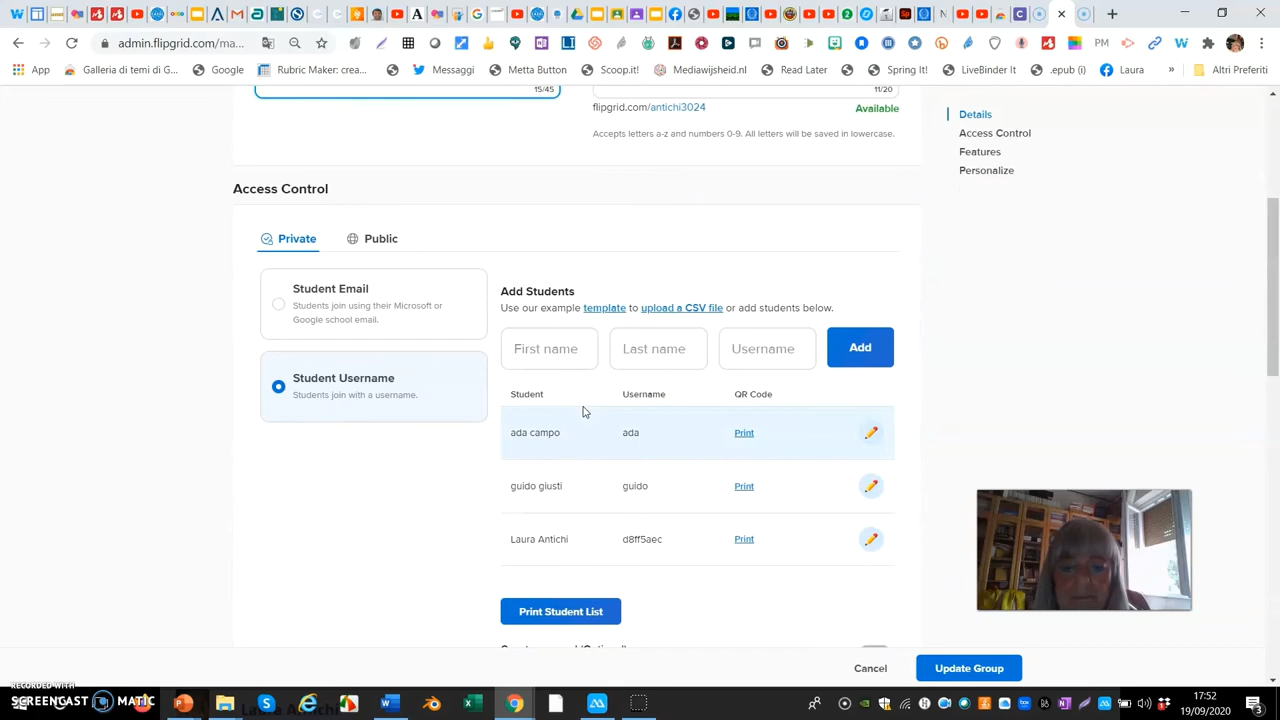 admin.flipgrid.com/ma...
PM
App
Galleria di temi di G...
Google
Rubric Maker: crea...
Messaggi
Metta Button
Scoop.it!
Mediawijsheid.nl
Read Later
Spring It!
LiveBinder It
.epub (i)
Laura
»
Altri Preferiti
15/45
11/20
flipgrid.com/antichi3024
Available
Accepts letters a-z and numbers 0-9. All letters will be saved in lowercase.
Details
Access Control
Features
Personalize
Access Control
Private
Public
Student Email
Students join using their Microsoft or
Google school email.
Student Username
Students join with a username.
Add Students
Use our example template to upload a CSV file or add students below.
First name
Last name
Username
Add
Student
Username
QR Code
ada campo
ada
Print
guido giusti
guido
Print
Laura Antichi
d8ff5aec
Print
Print Student List
Cancel
Update Group
RECORDED WITH
SCREENCAST MATIC
Laura Antichi
17:52
19/09/2020
3